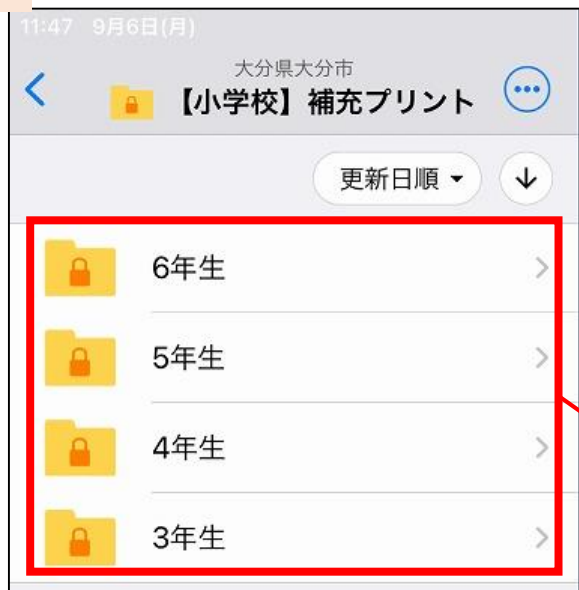 11:47 9月6日(月)
大分県大分市
【小学校】補充プリント
更新日順
6年生
5年生
4年生
3年生